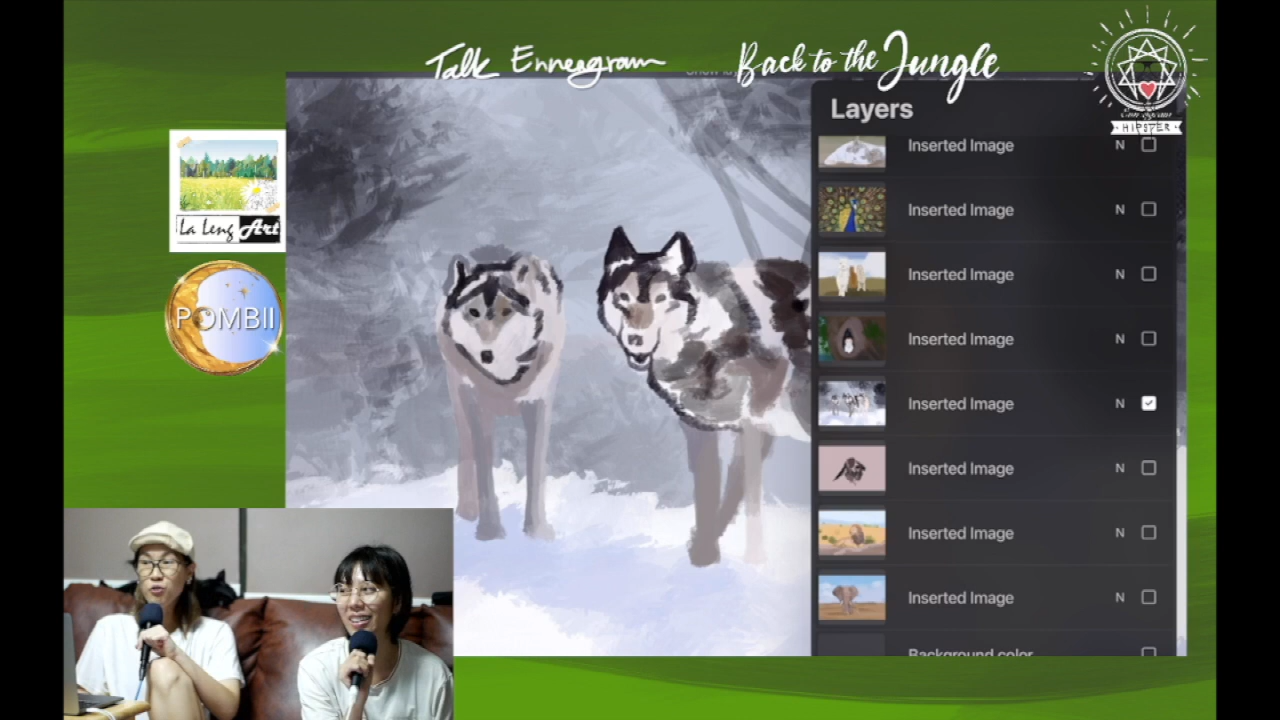 Talk Enneagram
Back to the Jungle
HIPSTER
La Leng Art
POMBII
Layers
Inserted Image N
Inserted Image N
Inserted Image N
Inserted Image N
Inserted Image N
Inserted Image N
Inserted Image N
Inserted Image N
Background color